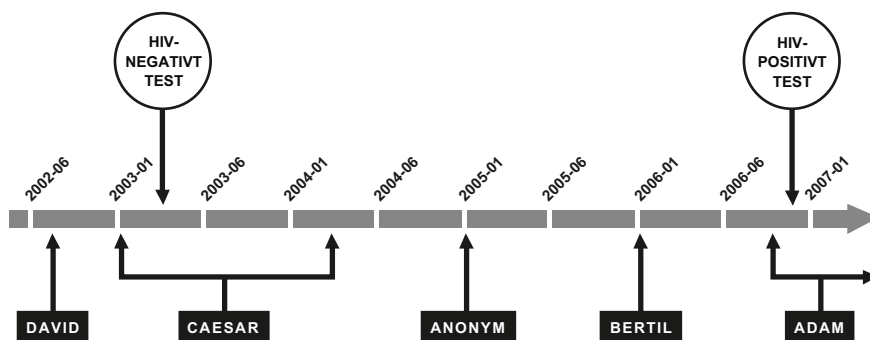 HIV-
NEGATIVT
TEST
HIV-
POSITIVT
TEST
2002-06
2003-01
2003-06
2004-01
2004-06
2005-01
2005-06
2006-01
2006-06
2007-01
DAVID
CAESAR
ANONYM
BERTIL
ADAM